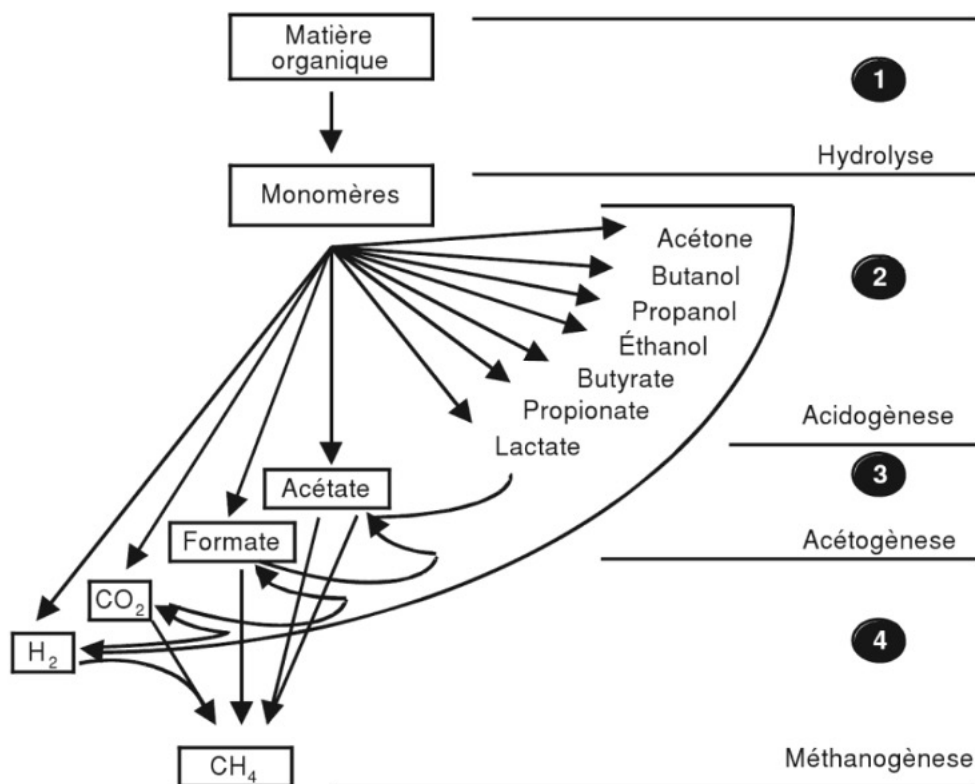 Matière
organique
1
Hydrolyse
Monomères
Acétone
Butanol
2
Propanol
Éthanol
Butyrate
Propionate
Acidogènese
Lactate
3
Acétate
Formate
Acétogènese
CO₂
H₂
4
CH₄
Méthanogènese